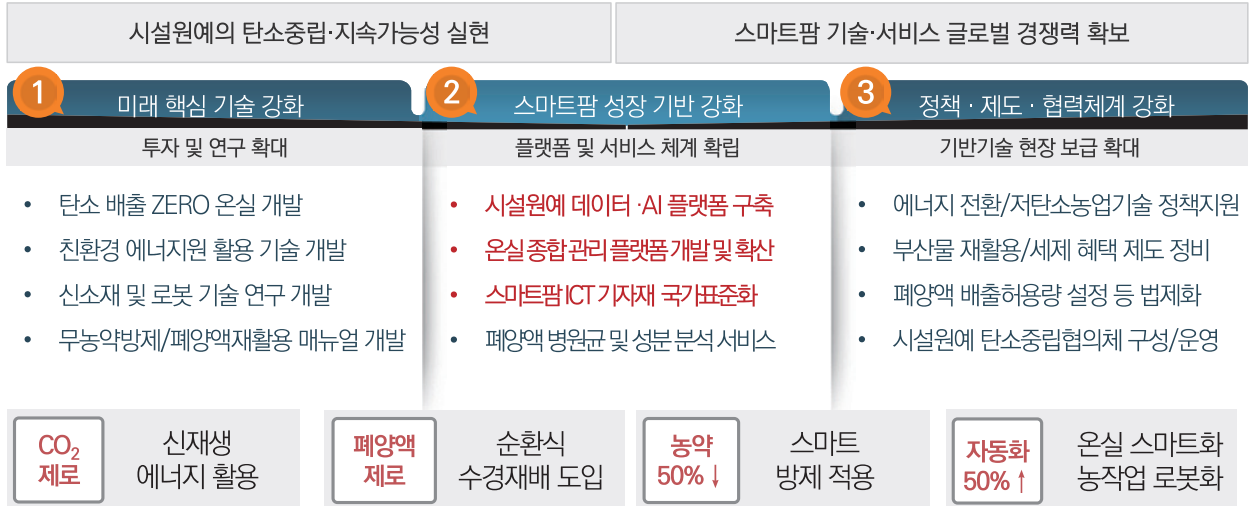 시설원예의 탄소중립·지속가능성 실현
스마트팜 기술·서비스 글로벌 경쟁력 확보
1
미래 핵심 기술 강화
투자 및 연구 확대
• 탄소 배출 ZERO 온실 개발
• 친환경 에너지원 활용 기술 개발
• 신소재 및 로봇 기술 연구 개발
• 무농약방제/폐양액재활용 매뉴얼 개발
2
스마트팜 성장 기반 강화
플랫폼 및 서비스 체계 확립
• 시설원예 데이터·AI 플랫폼 구축
• 온실 종합 관리 플랫폼 개발 및 확산
• 스마트팜 ICT 기자재 국가표준화
• 폐양액 병원균 및 성분 분석 서비스
3
정책·제도·협력체계 강화
기반기술 현장 보급 확대
• 에너지 전환/저탄소농업기술 정책지원
• 부산물 재활용/세제 혜택 제도 정비
• 폐양액 배출허용량 설정 등 법제화
• 시설원예 탄소중립협의체 구성/운영
CO₂
제로
신재생
에너지 활용
폐양액
제로
순환식
수경재배 도입
농약
50%↓
스마트
방제 적용
자동화
50%↑
온실 스마트화
농작업 로봇화